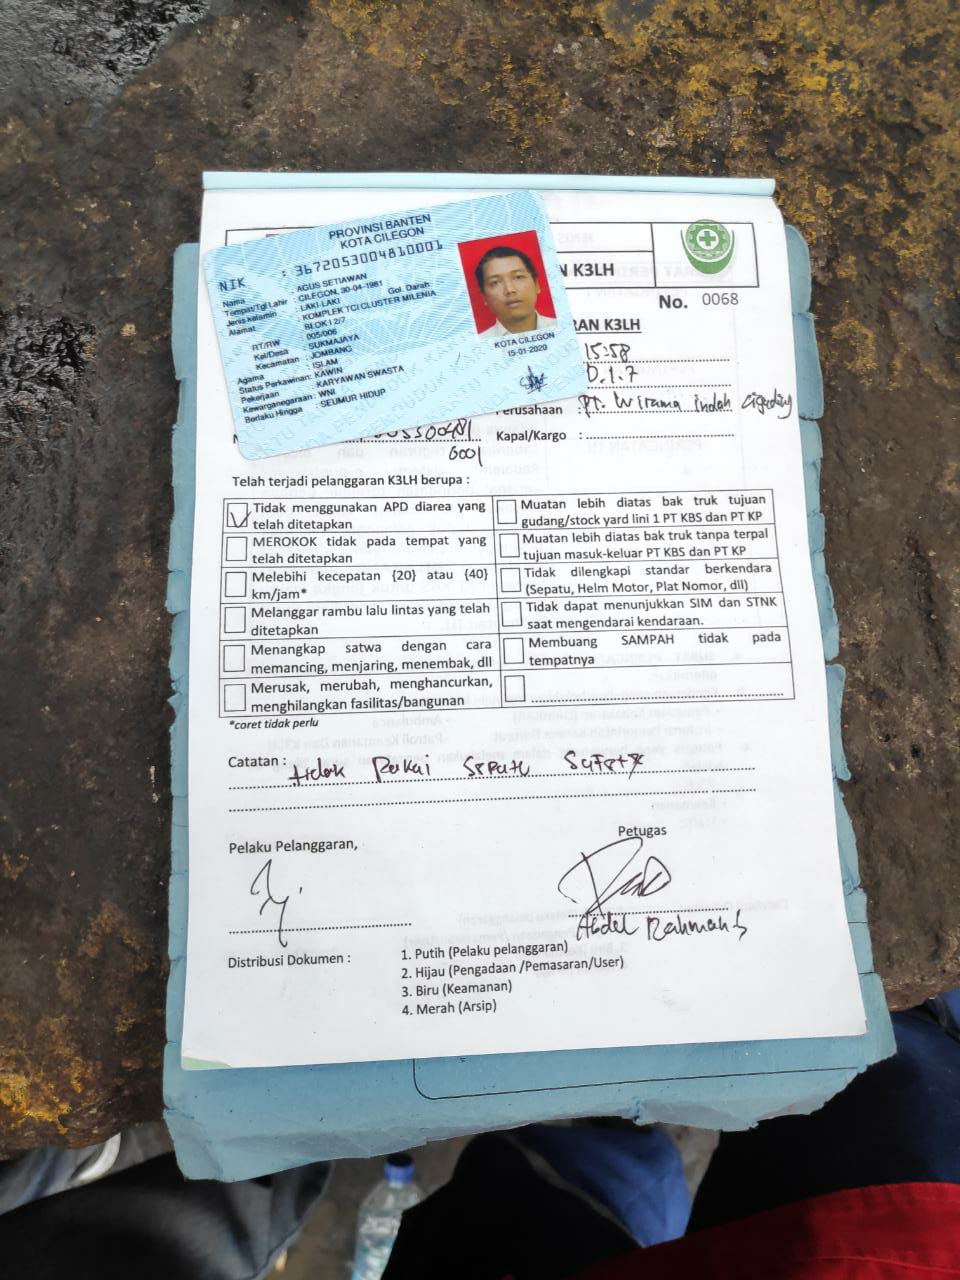 PROVINSI BANTEN
KOTA CILEGON
NIK : 3672053004810001
Nama : AGUS SETIAWAN
Tempat/Tgl Lahir : CILEGON, 30-04-1981
Jenis kelamin : LAKI-LAKI Gol. Darah
Alamat : KOMPLEK TCI CLUSTER MILENIA
BLOK I 2/7
RT/RW : 005/006
Kel/Desa : SUKMAJAYA
Kecamatan : JOMBANG
Agama : ISLAM
Status Perkawinan: KAWIN
Pekerjaan : KARYAWAN SWASTA
Kewarganegaraan: WNI
Berlaku Hingga : SEUMUR HIDUP
KOTA CILEGON
15-01-2020
K3LH
No. 0068
RAN K3LH
15:58
D.1.7
Perusahaan : PT. Wirama Indah Cigading
Kapal/Kargo :
6001
Telah terjadi pelanggaran K3LH berupa :
Tidak menggunakan APD diarea yang
telah ditetapkan
MEROKOK tidak pada tempat yang
telah ditetapkan
Melebihi kecepatan {20} atau {40}
km/jam*
Melanggar rambu lalu lintas yang telah
ditetapkan
Menangkap satwa dengan cara
memancing, menjaring, menembak, dll
Merusak, merubah, menghancurkan,
menghilangkan fasilitas/bangunan
Muatan lebih diatas bak truk tujuan
gudang/stock yard lini 1 PT KBS dan PT KP
Muatan lebih diatas bak truk tanpa terpal
tujuan masuk-keluar PT KBS dan PT KP
Tidak dilengkapi standar berkendara
(Sepatu, Helm Motor, Plat Nomor, dll)
Tidak dapat menunjukkan SIM dan STNK
saat mengendarai kendaraan.
Membuang SAMPAH tidak pada
tempatnya
*coret tidak perlu
Catatan : tidak Pakai Sepatu Safety
Pelaku Pelanggaran,
Petugas
Abdel Rahman S
Distribusi Dokumen :
1. Putih (Pelaku pelanggaran)
2. Hijau (Pengadaan /Pemasaran/User)
3. Biru (Keamanan)
4. Merah (Arsip)